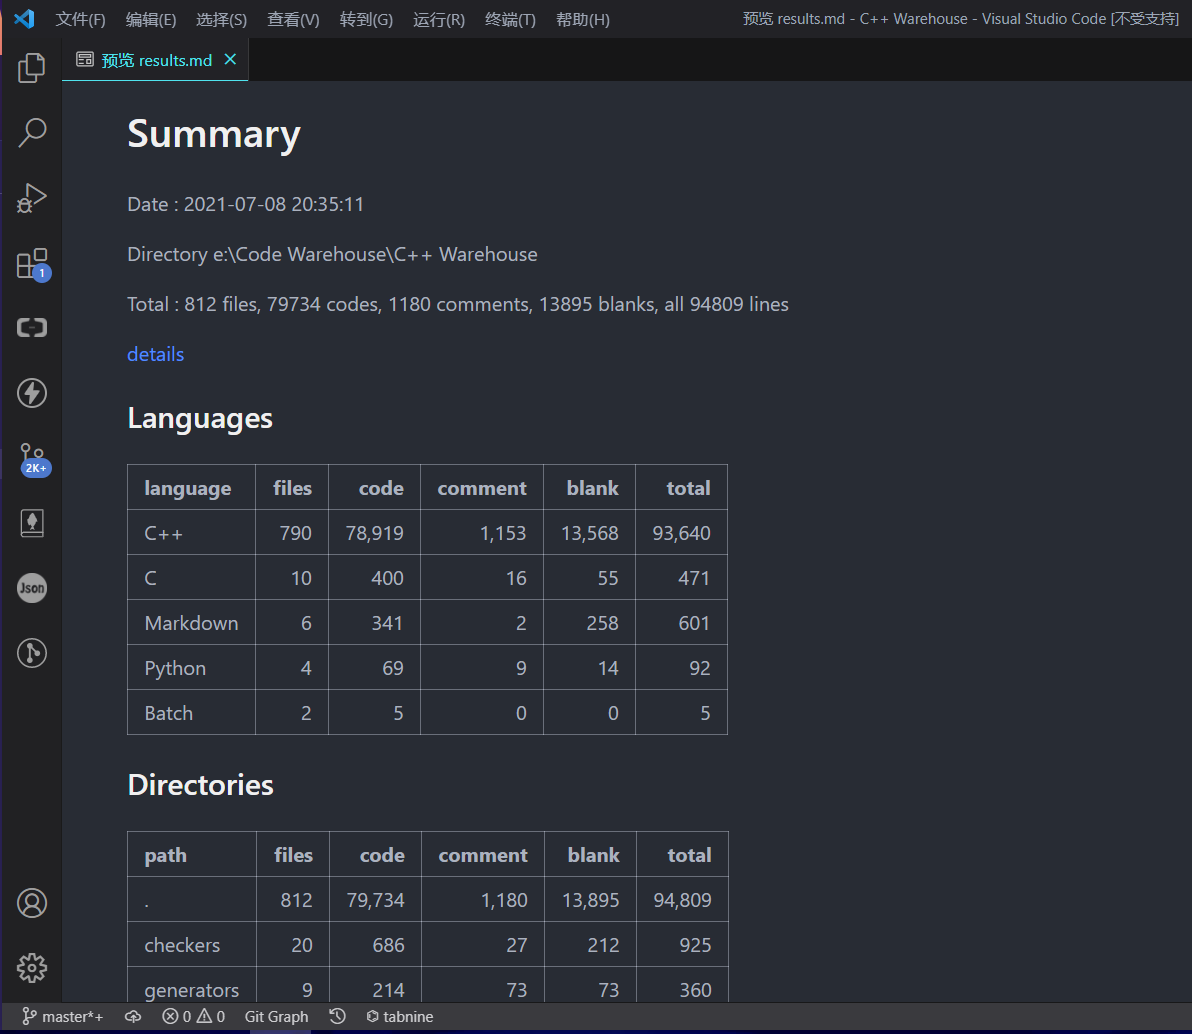 文件(F) 编辑(E) 选择(S) 查看(V) 转到(G) 运行(R) 终端(T) 帮助(H) 预览 results.md - C++ Warehouse - Visual Studio Code [不受支持]
预览 results.md
Summary
Date : 2021-07-08 20:35:11
Directory e:\Code Warehouse\C++ Warehouse
1
Total : 812 files, 79734 codes, 1180 comments, 13895 blanks, all 94809 lines
details
Languages
2K+
language files code comment blank total
C++ 790 78,919 1,153 13,568 93,640
C 10 400 16 55 471
Json
Markdown 6 341 2 258 601
Python 4 69 9 14 92
Batch 2 5 0 0 5
Directories
path files code comment blank total
. 812 79,734 1,180 13,895 94,809
checkers 20 686 27 212 925
generators 9 214 73 73 360
master*+ 0 0 Git Graph tabnine